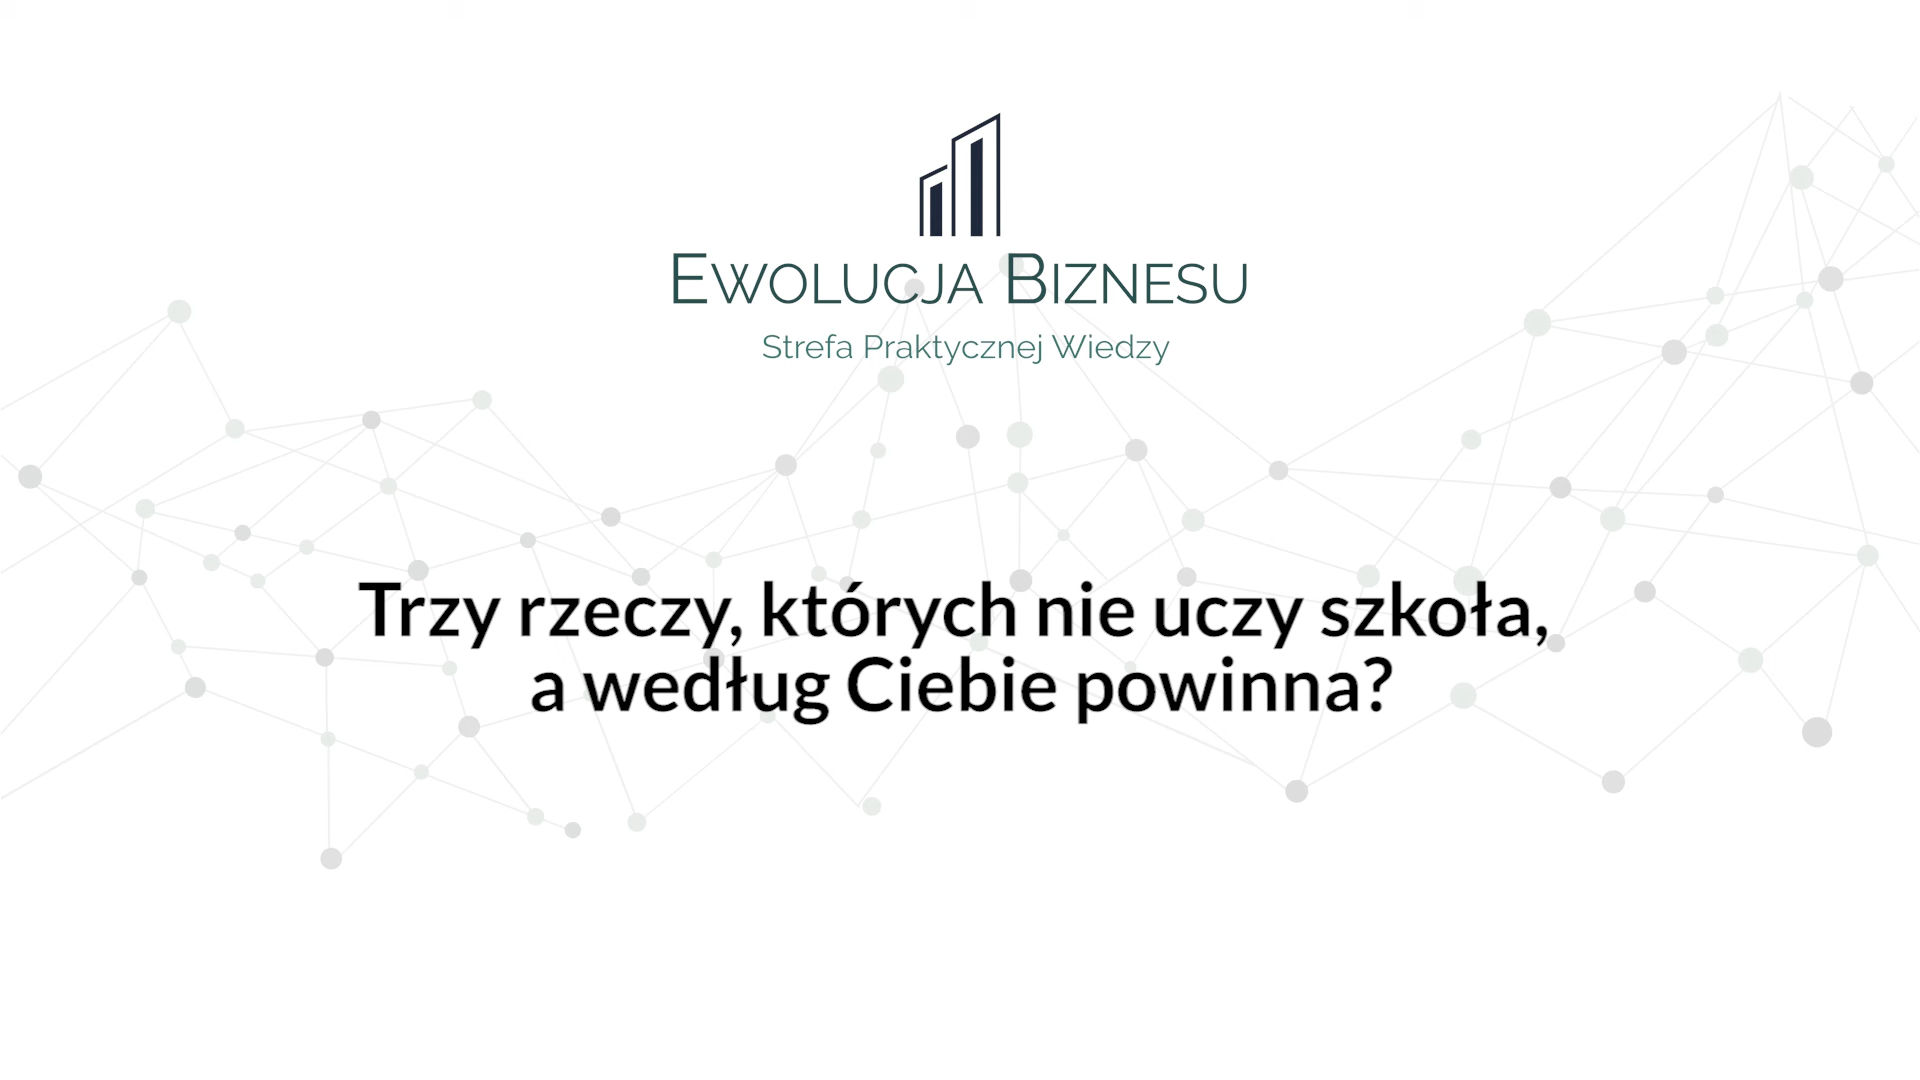 Ewolucja Biznesu
Strefa Praktycznej Wiedzy
Trzy rzeczy, których nie uczy szkoła,
a według Ciebie powinna?